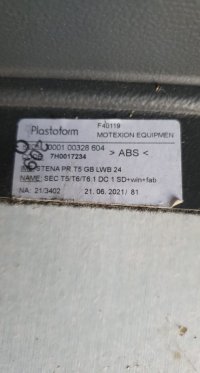 Plastoform
F40119
MOTEXION EQUIPMEN
0001 00328 604
> ABS <
7H0017234
STENA PR T5 GB LWB 24
NAME: SEC T5/T6/T6.1 DC 1 SD+win+fab
NA: 21/3402 21. 06. 2021/ 81